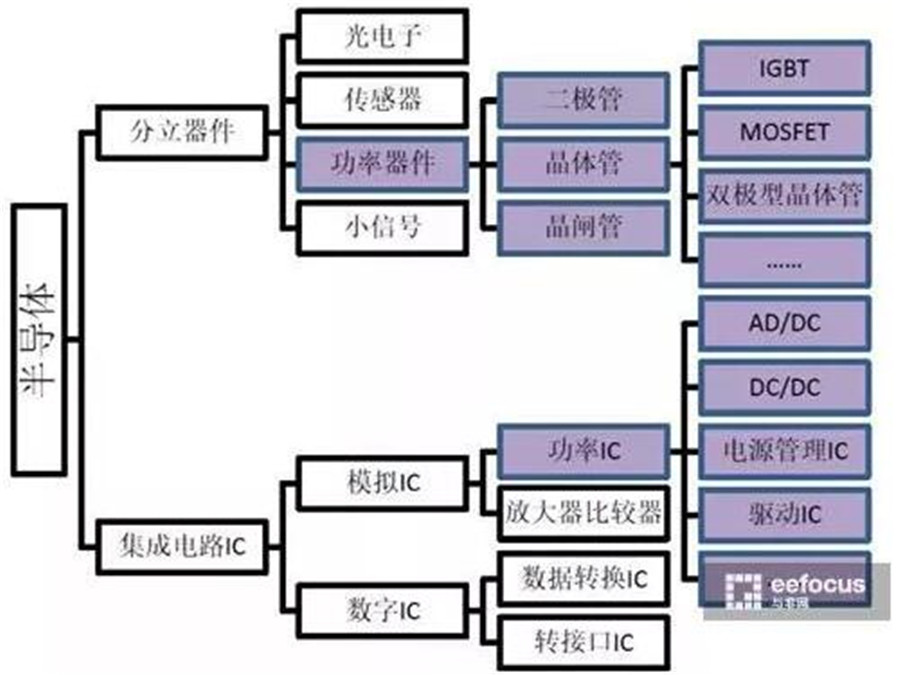 半导体
分立器件
光电子
传感器
功率器件
小信号
二极管
晶体管
晶闸管
IGBT
MOSFET
双极型晶体管
......
集成电路IC
模拟IC
数字IC
功率IC
放大器比较器
数据转换IC
转接口IC
AD/DC
DC/DC
电源管理IC
驱动IC
eefocus
与非网